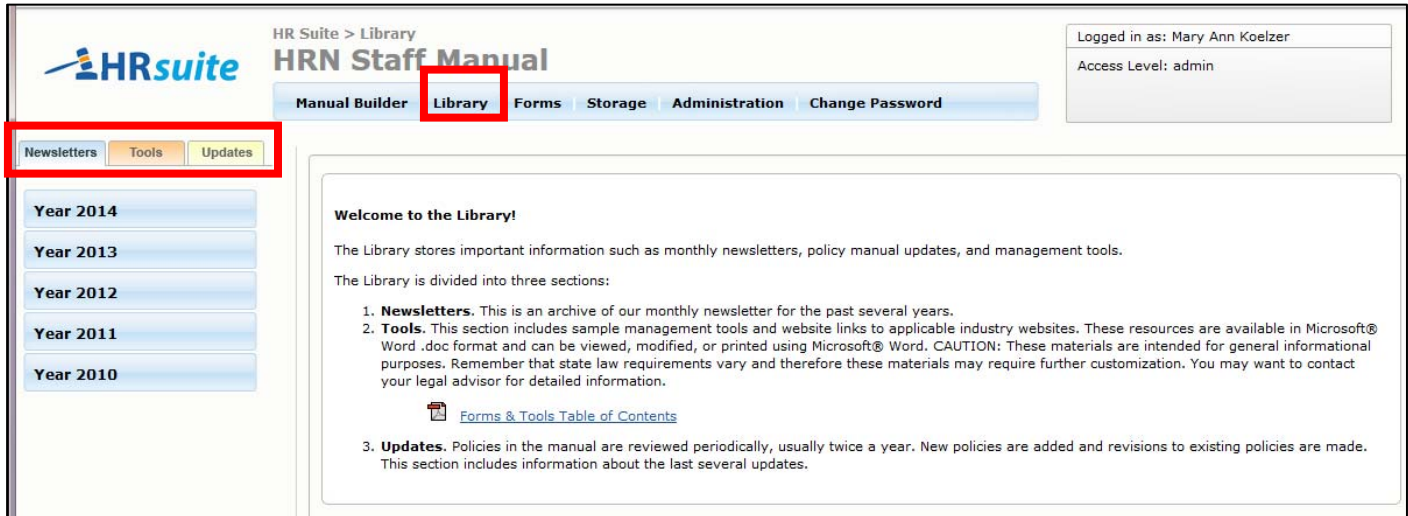 HRsuite
HR Suite > Library
HRN Staff Manual
Logged in as: Mary Ann Koelzer
Access Level: admin
Manual Builder Library Forms Storage Administration Change Password
Newsletters Tools Updates
Year 2014
Year 2013
Year 2012
Year 2011
Year 2010
Welcome to the Library!
The Library stores important information such as monthly newsletters, policy manual updates, and management tools.
The Library is divided into three sections:
1. Newsletters. This is an archive of our monthly newsletter for the past several years.
2. Tools. This section includes sample management tools and website links to applicable industry websites. These resources are available in Microsoft®
Word .doc format and can be viewed, modified, or printed using Microsoft® Word. CAUTION: These materials are intended for general informational
purposes. Remember that state law requirements vary and therefore these materials may require further customization. You may want to contact
your legal advisor for detailed information.
Forms & Tools Table of Contents
3. Updates. Policies in the manual are reviewed periodically, usually twice a year. New policies are added and revisions to existing policies are made.
This section includes information about the last several updates.